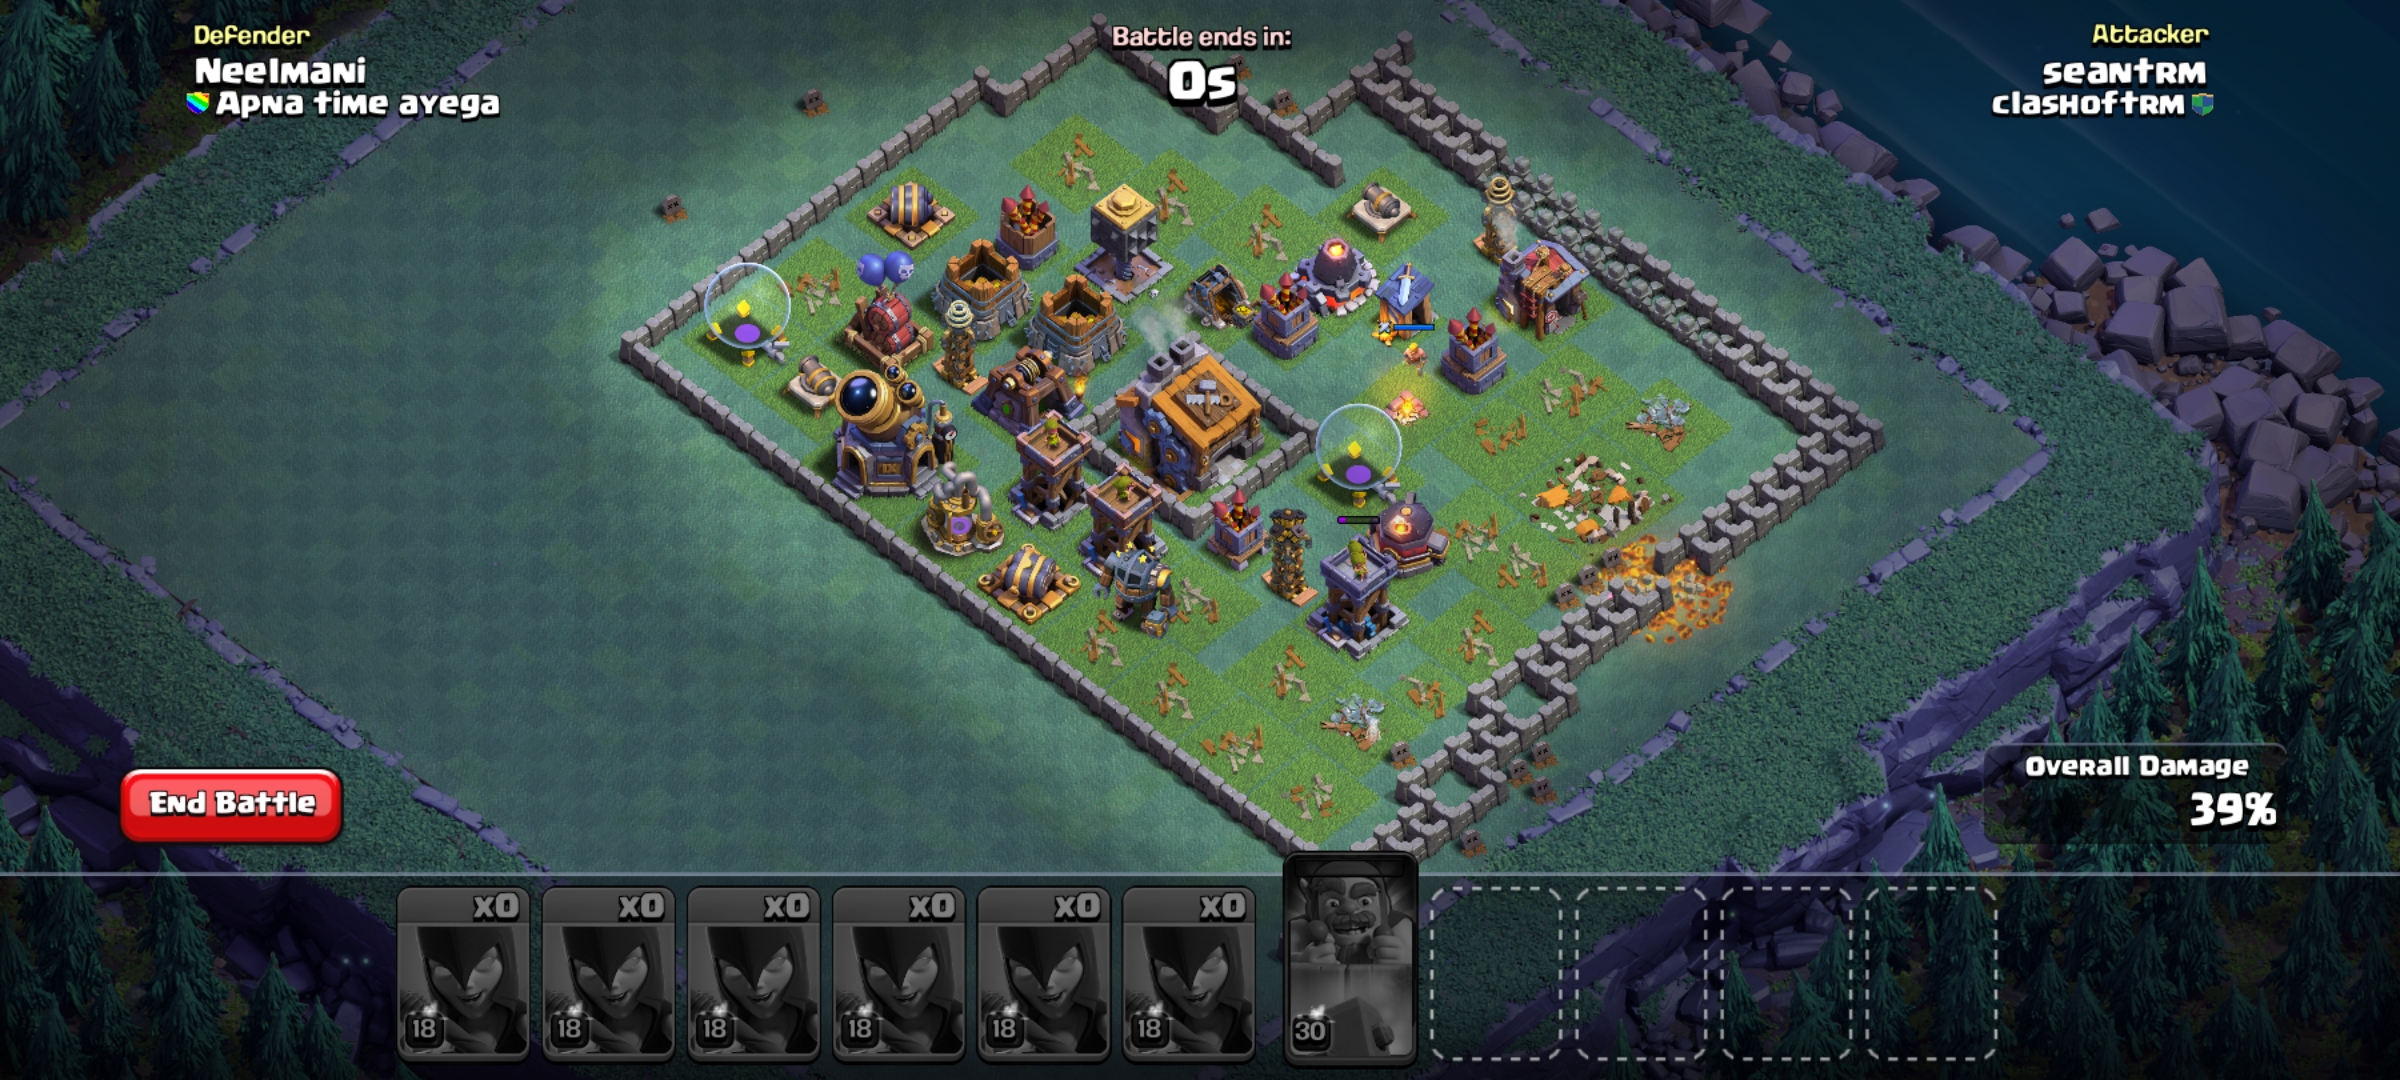 Defender
Neelmani
Apna time ayega
Battle ends in:
0s
Attacker
seantRM
clashoftRM
End Battle
Overall Damage
39%
x0
x0
x0
x0
x0
x0
18
18
18
18
18
18
30